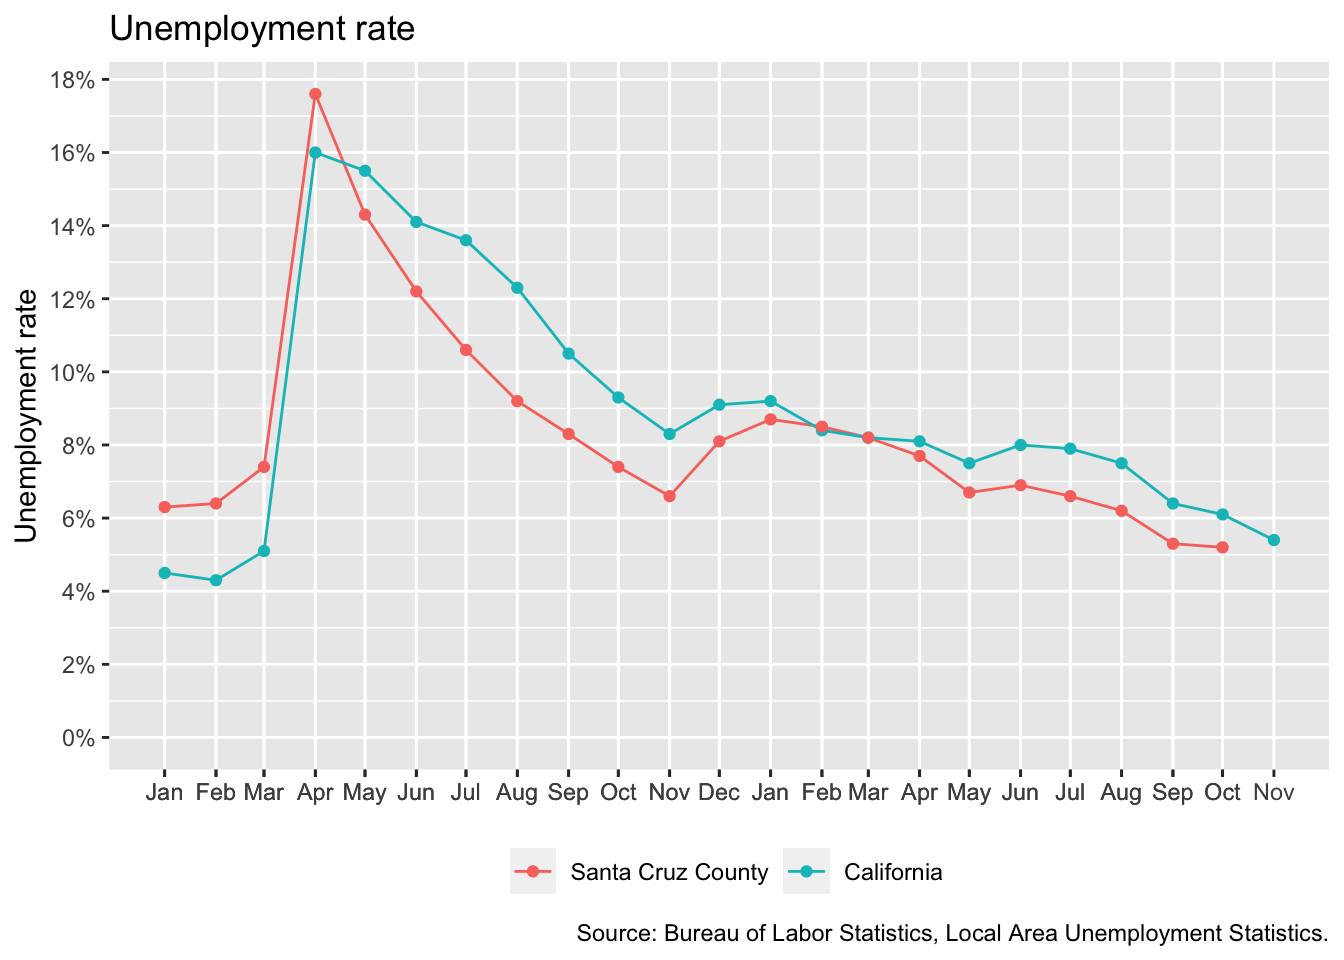 Unemployment rate
Unemployment rate
18%
16%
14%
12%
10%
8%
6%
4%
2%
0%
Jan Feb Mar Apr May Jun Jul Aug Sep Oct Nov Dec Jan Feb Mar Apr May Jun Jul Aug Sep Oct Nov
Santa Cruz County California
Source: Bureau of Labor Statistics, Local Area Unemployment Statistics.